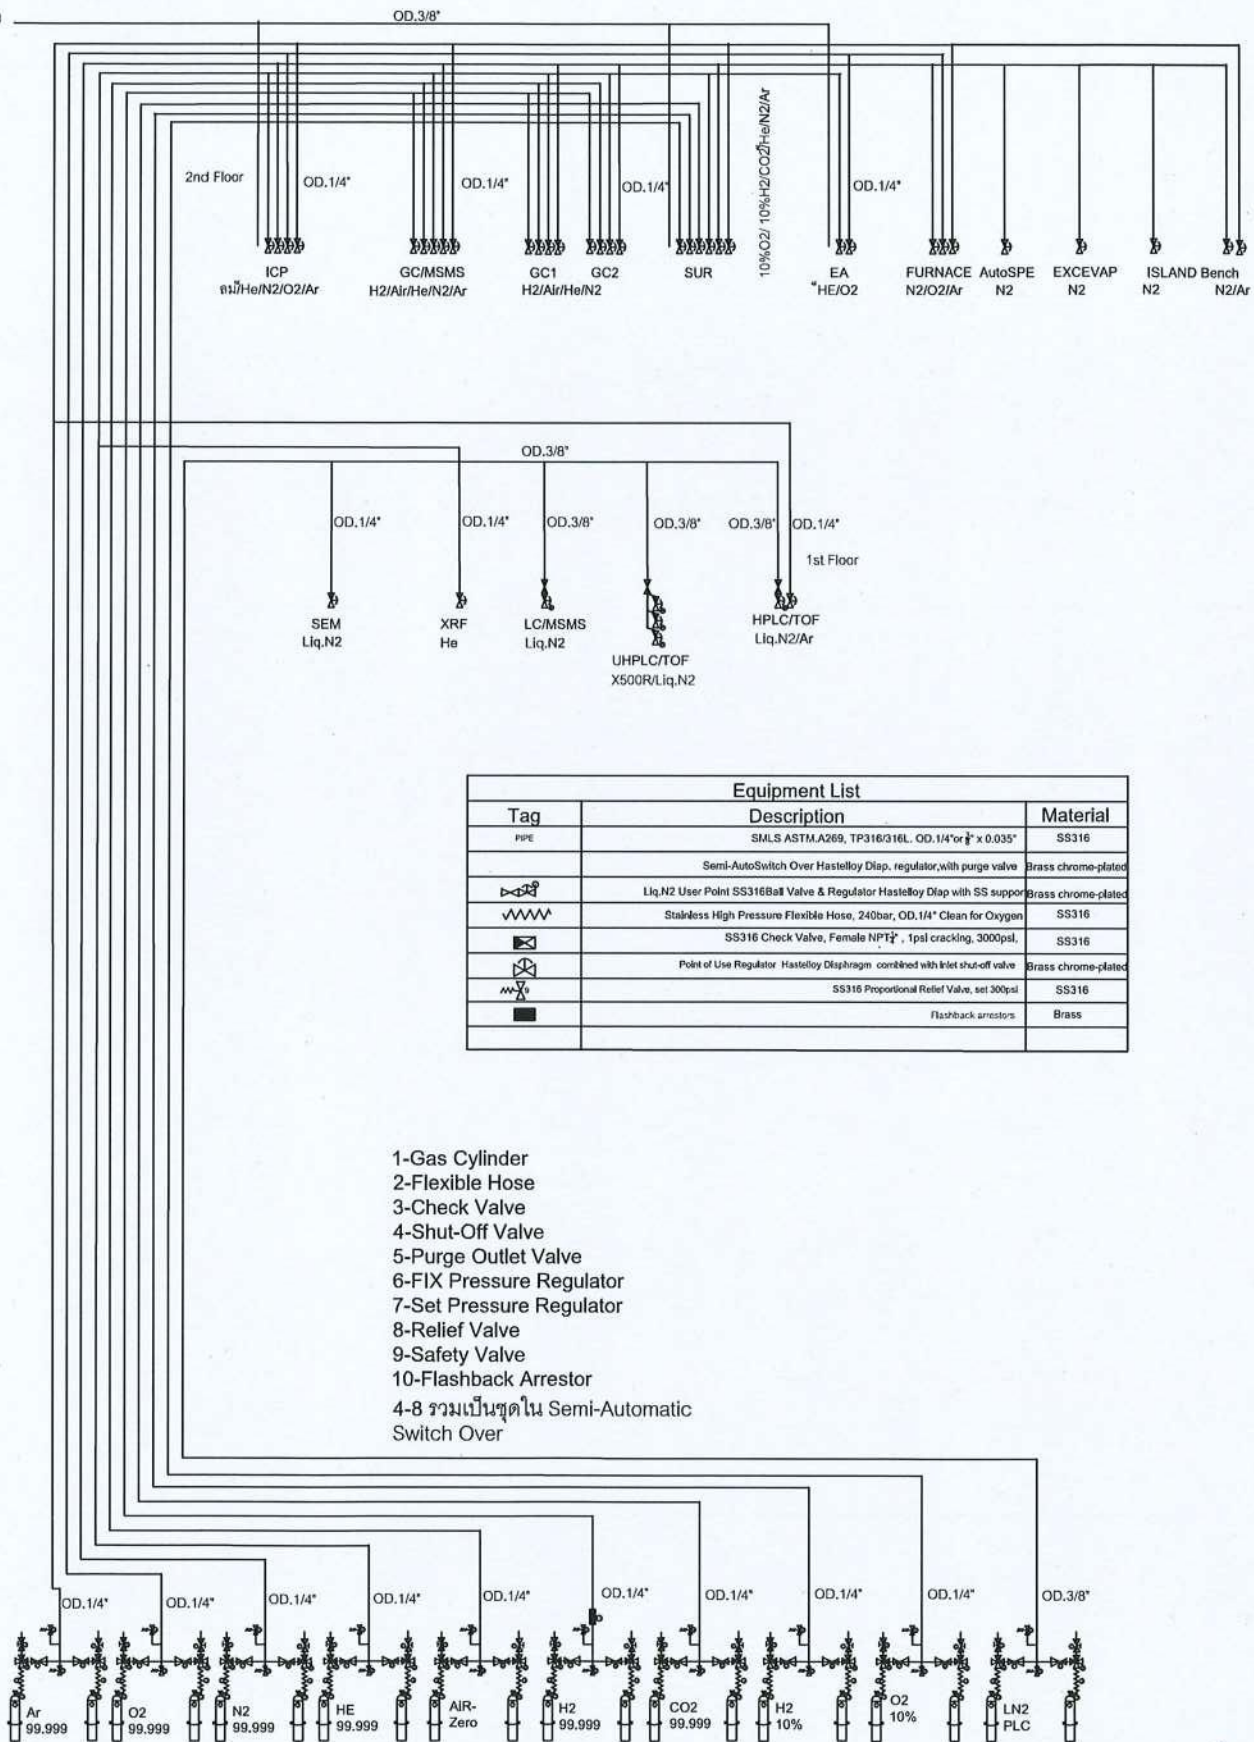 OD.3/8"
10%O2/ 10%H2/CO2/He/N2/Ar
2nd Floor
OD.1/4"
OD.1/4"
OD.1/4"
OD.1/4"
ICP
ลม/He/N2/O2/Ar
GC/MSMS
H2/Air/He/N2/Ar
GC1
GC2
H2/Air/He/N2
SUR
EA
HE/O2
FURNACE
N2/O2/Ar
AutoSPE
N2
EXCEVAP
N2
ISLAND Bench
N2
N2/Ar
OD.3/8"
OD.1/4"
OD.1/4"
OD.3/8"
OD.3/8"
OD.3/8"
OD.1/4"
1st Floor
SEM
Liq.N2
XRF
He
LC/MSMS
Liq.N2
UHPLC/TOF
X500R/Liq.N2
HPLC/TOF
Liq.N2/Ar
Equipment List
Tag Description Material
PIPE SMLS ASTM.A269, TP316/316L. OD.1/4"or 3/8" x 0.035" SS316
Semi-AutoSwitch Over Hastelloy Diap. regulator,with purge valve Brass chrome-plated
Liq.N2 User Point SS316Ball Valve & Regulator Hastelloy Diap with SS suppor Brass chrome-plated
Stainless High Pressure Flexible Hose, 240bar, OD.1/4" Clean for Oxygen SS316
SS316 Check Valve, Female NPT , 1psi cracking, 3000psi, SS316
Point of Use Regulator Hastelloy Disphragm combined with inlet shut-off valve Brass chrome-plated
SS316 Proportional Relief Valve, set 300psi SS316
Flashback arrestors Brass
1-Gas Cylinder
2-Flexible Hose
3-Check Valve
4-Shut-Off Valve
5-Purge Outlet Valve
6-FIX Pressure Regulator
7-Set Pressure Regulator
8-Relief Valve
9-Safety Valve
10-Flashback Arrestor
4-8 รวมเป็นชุดใน Semi-Automatic
Switch Over
OD.1/4"
OD.1/4"
OD.1/4"
OD.1/4"
OD.1/4"
OD.1/4"
OD.1/4"
OD.1/4"
OD.1/4"
OD.3/8"
Ar
99.999
O2
99.999
N2
99.999
HE
99.999
AIR-
Zero
H2
99.999
CO2
99.999
H2
10%
O2
10%
LN2
PLC